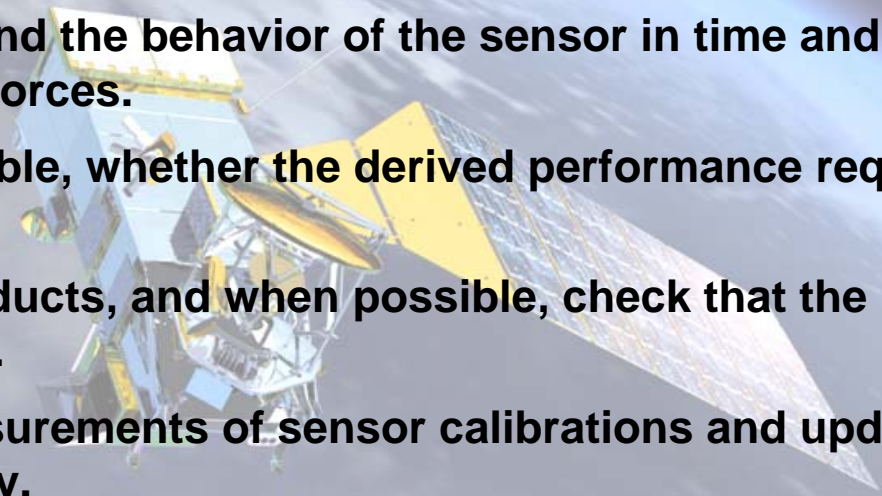 nd the behavior of the sensor in time and
orces.
ble, whether the derived performance req
ducts, and when possible, check that the
surements of sensor calibrations and upd
y.